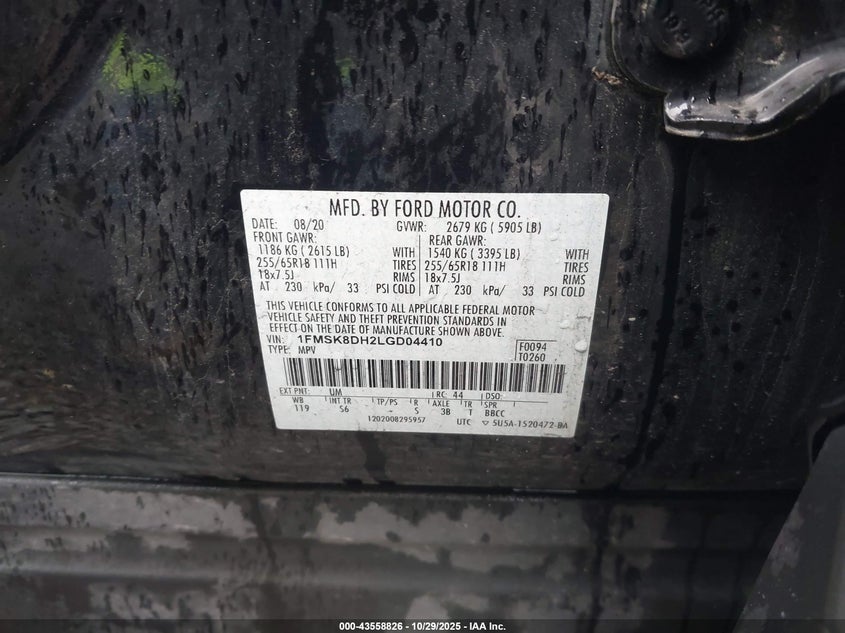 MFD. BY FORD MOTOR CO.
DATE: 08/20 GVWR: 2679 KG ( 5905 LB)
FRONT GAWR: REAR GAWR:
1186 KG ( 2615 LB) WITH 1540 KG ( 3395 LB) WITH
255/65R18 111H TIRES 255/65R18 111H TIRES
18x7.5J RIMS 18x7.5J RIMS
AT 230 kPa/ 33 PSI COLD AT 230 kPa/ 33 PSI COLD
THIS VEHICLE CONFORMS TO ALL APPLICABLE FEDERAL MOTOR
VEHICLE SAFETY AND THEFT PREVENTION STANDARDS IN
EFFECT ON THE DATE OF MANUFACTURE SHOWN ABOVE.
VIN: 1FMSK8DH2LGD04410 F0094
TYPE: MPV T0260
EXT PNT: UM RC: 44 DSO:
WB INT TR TP/PS R AXLE TR SPR
119 S6 - S 3B T BBCC
1202008295957 UTC ▽ 5U5A-1520472-BA
000-43558826 - 10/29/2025 - IAA Inc.